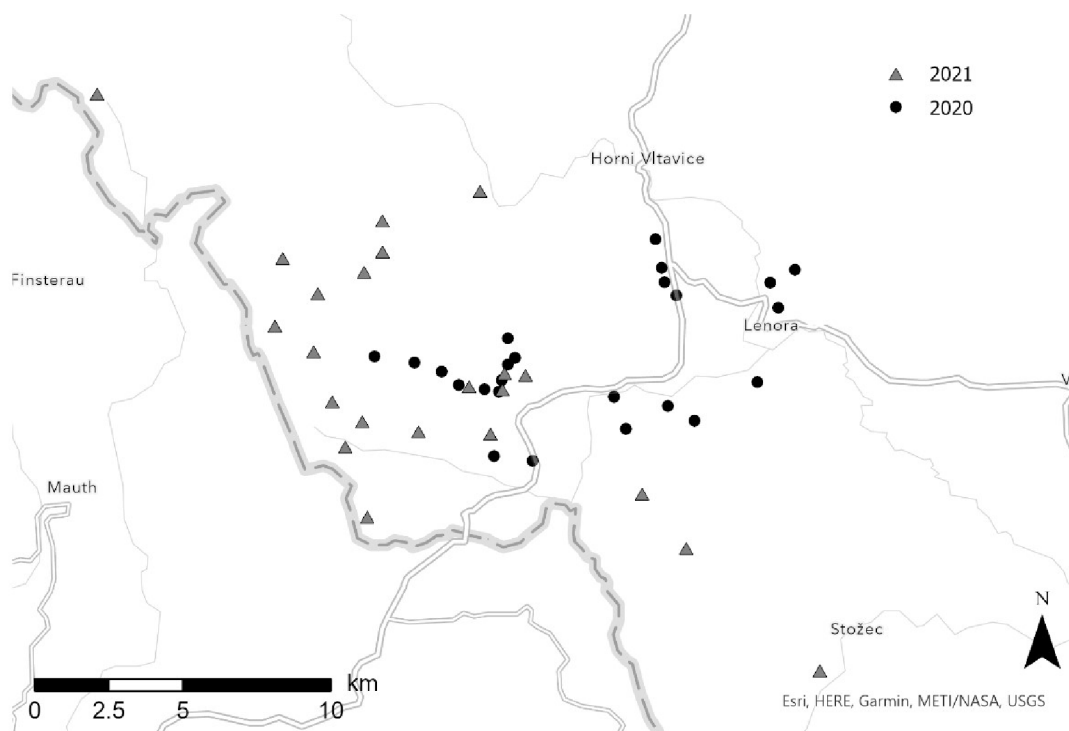 2021
2020
Horni Vltavice
Finsterau
Lenora
V
Mauth
N
Stožec
km
0 2.5 5 10
Esri, HERE, Garmin, METI/NASA, USGS